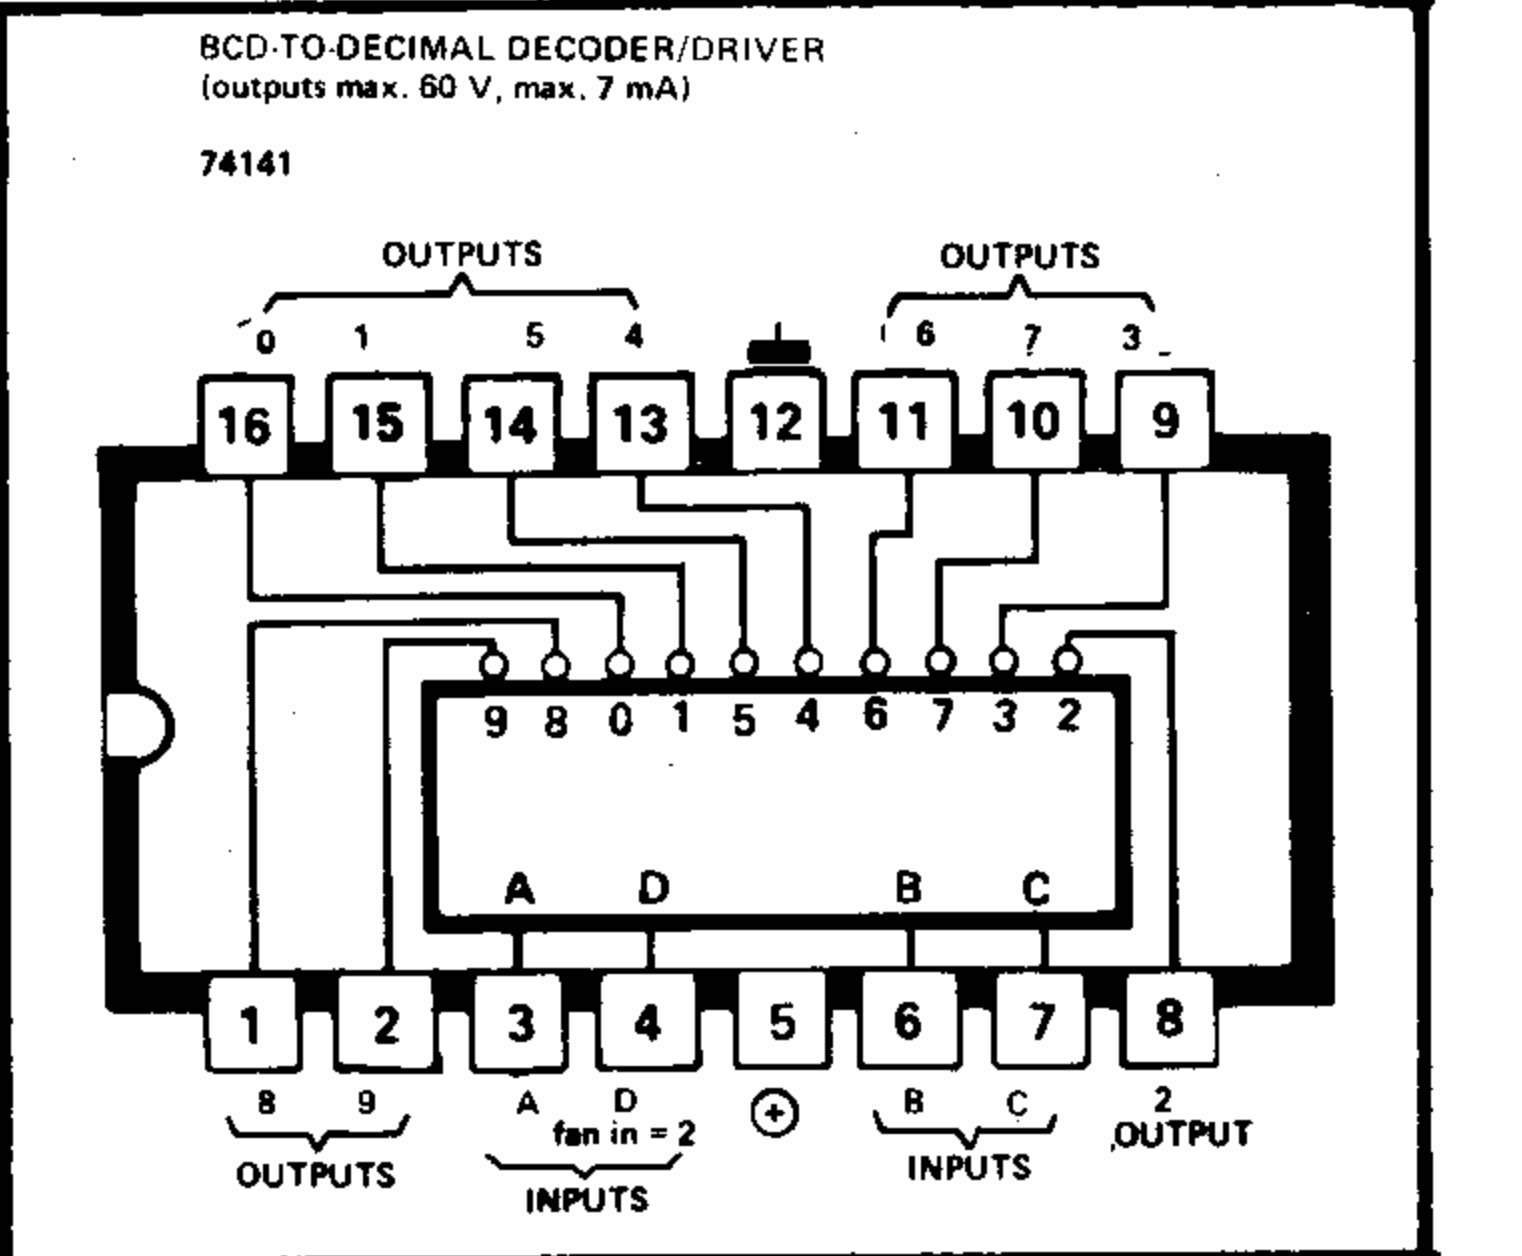 BCD-TO-DECIMAL DECODER/DRIVER
(outputs max. 60 V, max. 7 mA)
74141
OUTPUTS OUTPUTS
0 1 5 4 6 7 3
16 15 14 13 12 11 10 9
9 8 0 1 5 4 6 7 3 2
A D B C
1 2 3 4 5 6 7 8
8 9 A D + B C 2
fan in = 2 OUTPUT
OUTPUTS INPUTS INPUTS